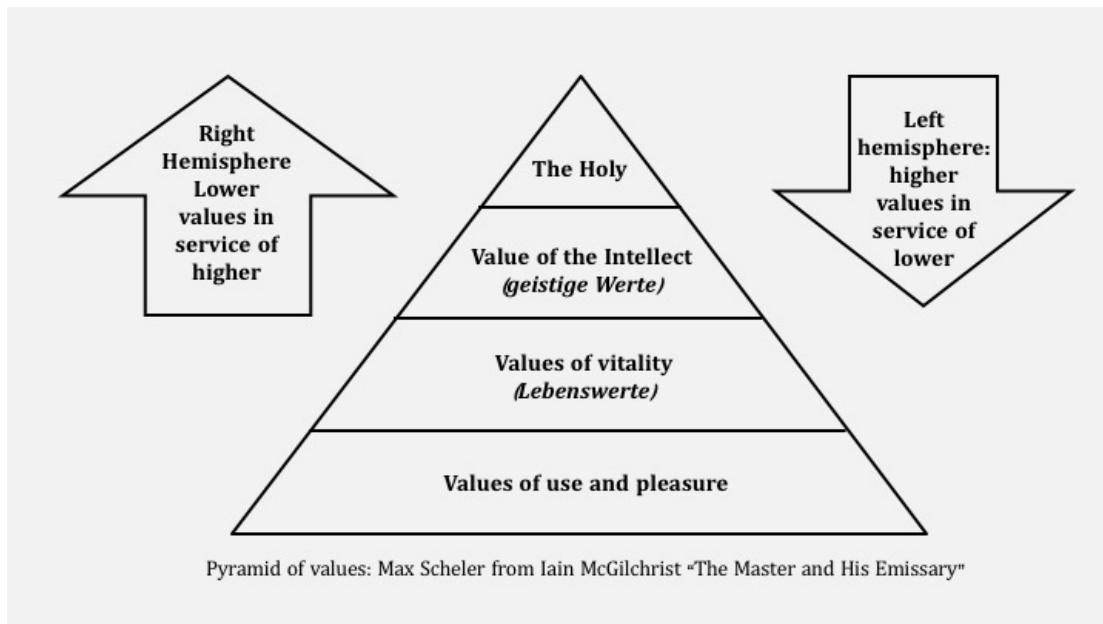 Right
Hemisphere
Lower
values in
service of
higher
The Holy
Value of the Intellect
(geistige Werte)
Values of vitality
(Lebenswerte)
Values of use and pleasure
Left
hemisphere:
higher
values in
service of
lower
Pyramid of values: Max Scheler from Iain McGilchrist “The Master and His Emissary”